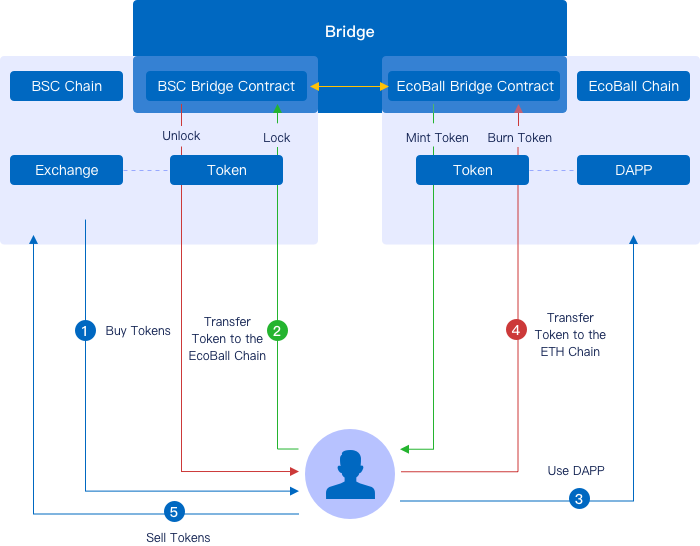 Bridge
BSC Chain
BSC Bridge Contract
EcoBall Bridge Contract
EcoBall Chain
Unlock
Lock
Mint Token
Burn Token
Exchange
Token
Token
DAPP
1
Buy Tokens
Transfer
Token to the
EcoBall Chain
2
4
Transfer
Token to the
ETH Chain
Use DAPP
3
5
Sell Tokens